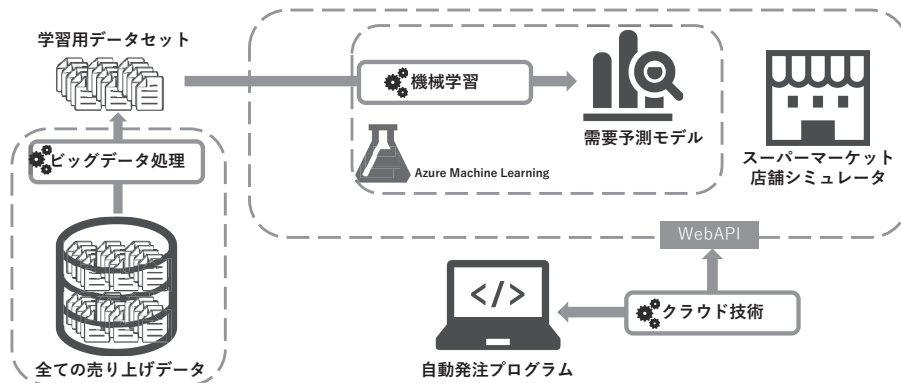 学習用データセット
機械学習
需要予測モデル
Azure Machine Learning
スーパーマーケット
店舗シミュレータ
ビッグデータ処理
全ての売り上げデータ
WebAPI
</>
クラウド技術
自動発注プログラム